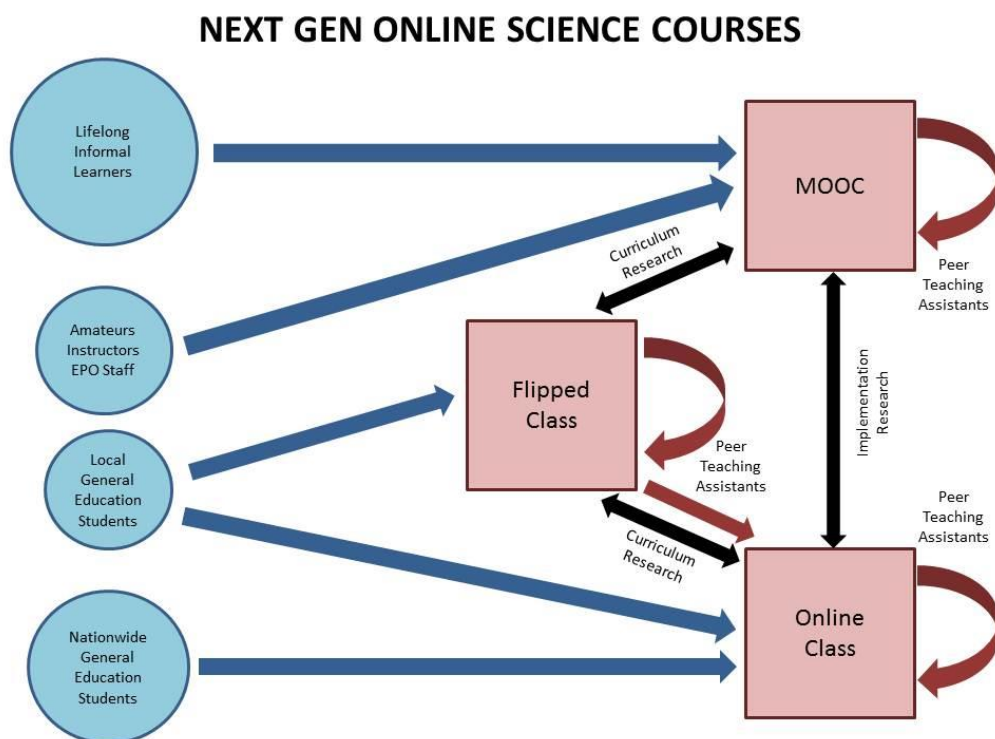 NEXT GEN ONLINE SCIENCE COURSES
Lifelong
Informal
Learners
MOOC
Curriculum
Research
Peer
Teaching
Assistants
Amateurs
Instructors
EPO Staff
Flipped
Class
Implementation
Research
Local
General
Education
Students
Peer
Teaching
Assistants
Curriculum
Research
Peer
Teaching
Assistants
Nationwide
General
Education
Students
Online
Class